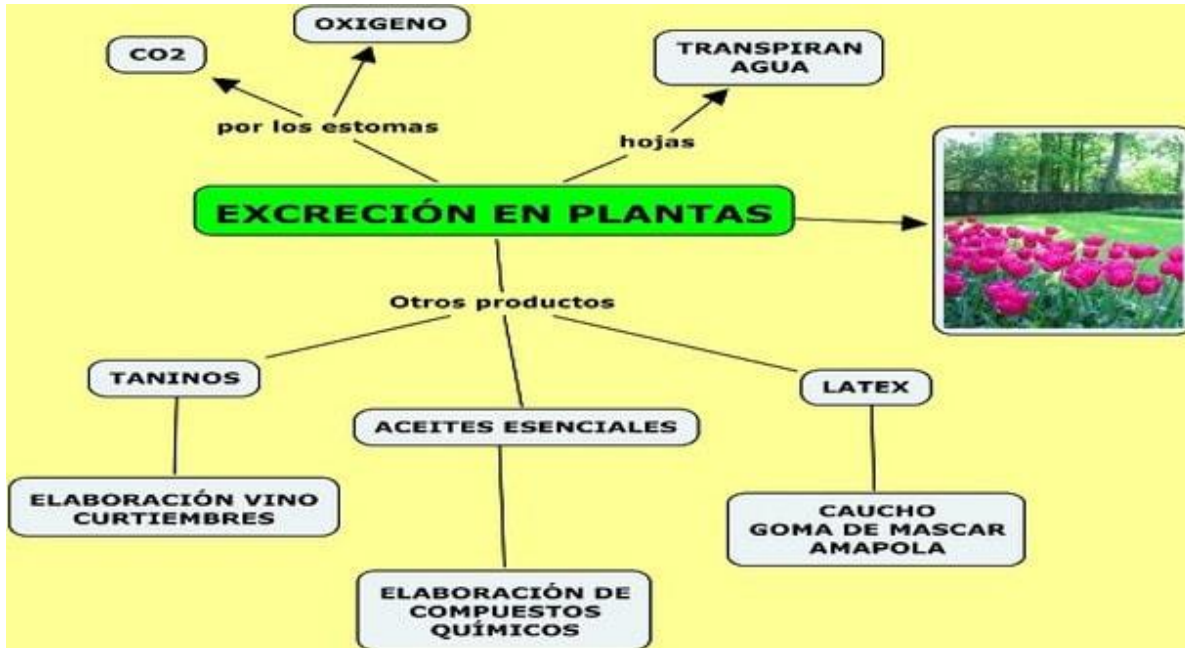 OXIGENO
CO2
TRANSPIRAN
AGUA
por los estomas
hojas
EXCRECIÓN EN PLANTAS
Otros productos
TANINOS
LATEX
ACEITES ESENCIALES
ELABORACIÓN VINO
CURTIEMBRES
CAUCHO
GOMA DE MASCAR
AMAPOLA
ELABORACIÓN DE
COMPUESTOS
QUÍMICOS